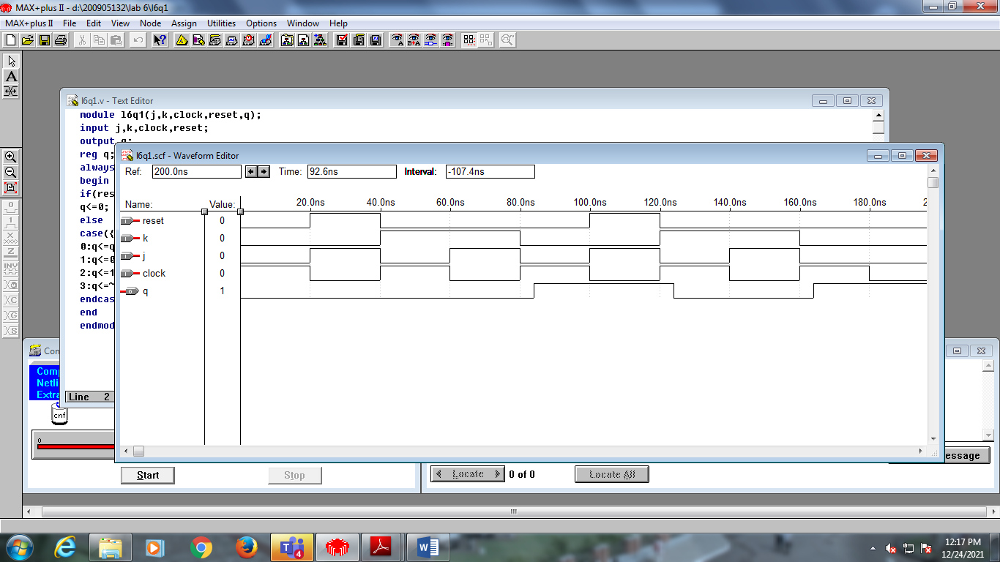 MAX+plus II - d:\200905132\lab 6\l6q1
MAX+plus II File Edit View Node Assign Utilities Options Window Help
l6q1.v - Text Editor
module l6q1(j,k,clock,reset,q);
input j,k,clock,reset;
output q;
reg q;
always
begin
if(res
q<=0;
else
case({
0:q<=q
1:q<=0
2:q<=1
3:q<=~
endcas
end
endmod
Line 2
l6q1.scf - Waveform Editor
Ref: 200.0ns Time: 92.6ns Interval: -107.4ns
Name: Value: 20.0ns 40.0ns 60.0ns 80.0ns 100.0ns 120.0ns 140.0ns 160.0ns 180.0ns 2
reset 0
k 0
j 0
clock 0
q 1
Com
Comp
Netli
Extra
cnf
0
Start Stop
Locate 0 of 0 Locate All
essage
4
12:17 PM
12/24/2021